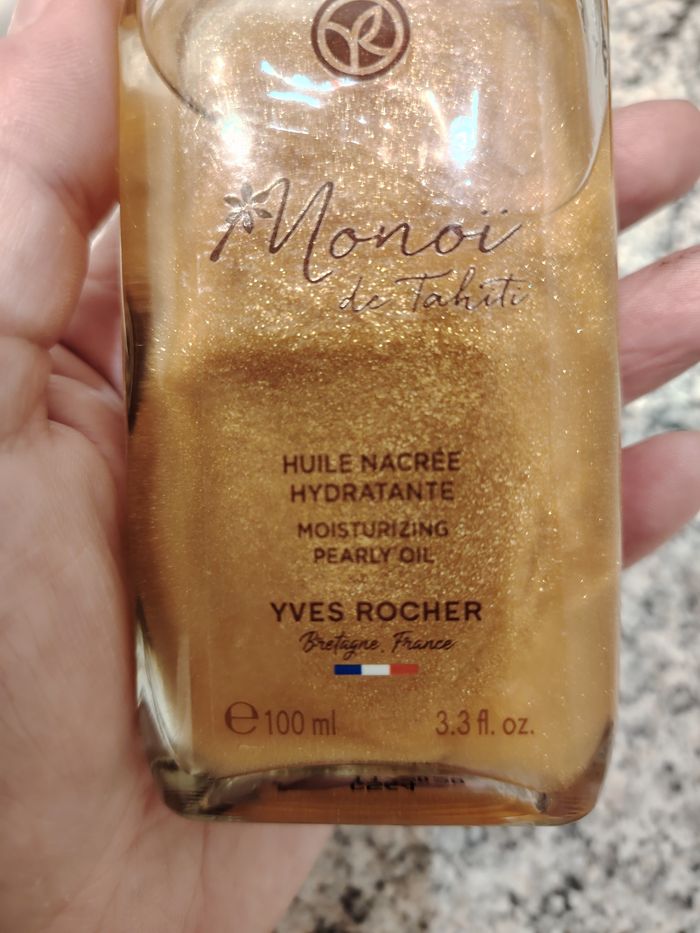 Monoï
de Tahiti
HUILE NACRÉE
HYDRATANTE
MOISTURIZING
PEARLY OIL
YVES ROCHER
Bretagne, France
e 100 ml 3.3 fl. oz.